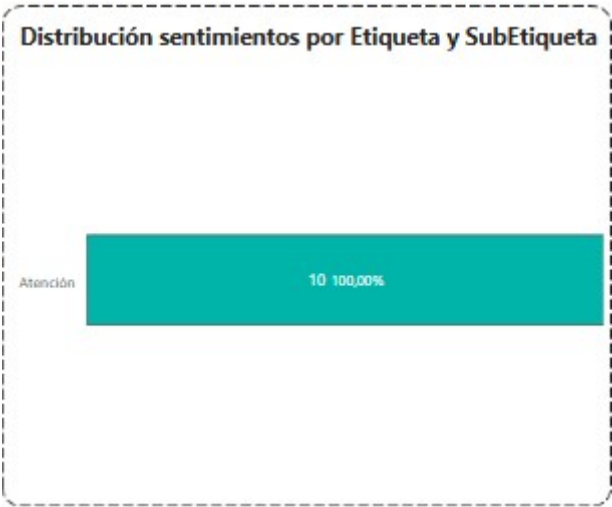 Distribución sentimientos por Etiqueta y SubEtiqueta
Atención
10 100,00%